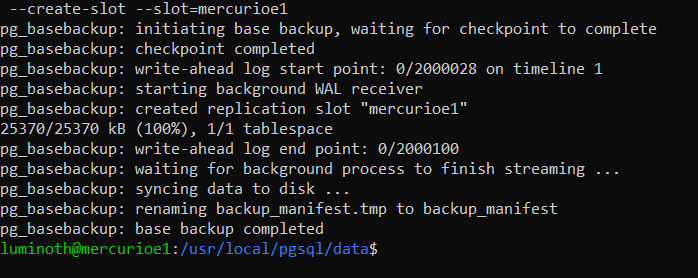 --create-slot --slot=mercurioe1
pg_basebackup: initiating base backup, waiting for checkpoint to complete
pg_basebackup: checkpoint completed
pg_basebackup: write-ahead log start point: 0/2000028 on timeline 1
pg_basebackup: starting background WAL receiver
pg_basebackup: created replication slot "mercurioe1"
25370/25370 kB (100%), 1/1 tablespace
pg_basebackup: write-ahead log end point: 0/2000100
pg_basebackup: waiting for background process to finish streaming ...
pg_basebackup: syncing data to disk ...
pg_basebackup: renaming backup_manifest.tmp to backup_manifest
pg_basebackup: base backup completed
luminoth@mercurioe1:/usr/local/pgsql/data$